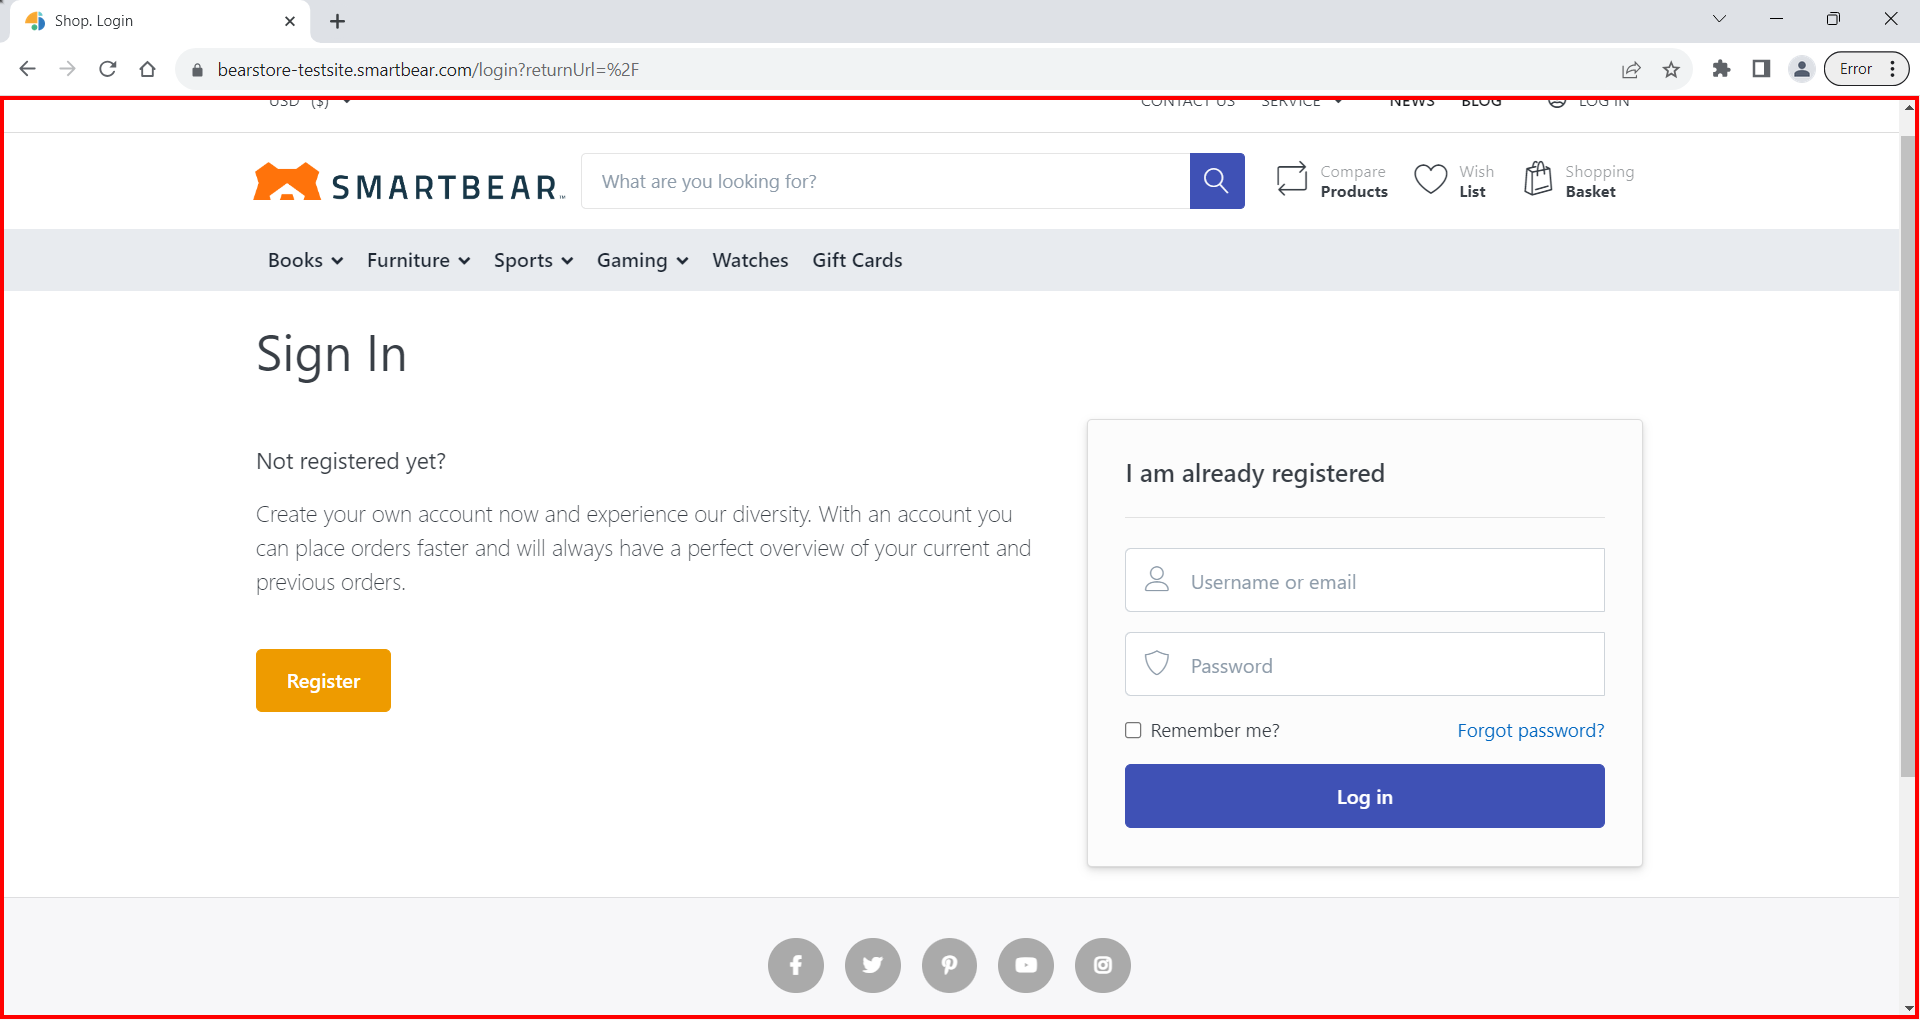 Shop. Login
bearstore-testsite.smartbear.com/login?returnUrl=%2F
Error
USD ($)
CONTACT US SERVICE NEWS BLOG LOG IN
SMARTBEAR™
What are you looking for?
Compare
Products
Wish
List
Shopping
Basket
Books Furniture Sports Gaming Watches Gift Cards
Sign In
Not registered yet?
Create your own account now and experience our diversity. With an account you
can place orders faster and will always have a perfect overview of your current and
previous orders.
Register
I am already registered
Username or email
Password
Remember me? Forgot password?
Log in